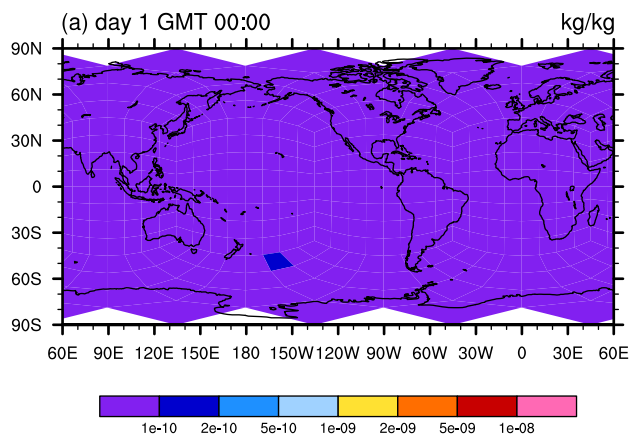 (a) day 1 GMT 00:00 kg/kg
90N
60N
30N
0
30S
60S
90S
60E 90E 120E 150E 180 150W 120W 90W 60W 30W 0 30E 60E
1e-10 2e-10 5e-10 1e-09 2e-09 5e-09 1e-08